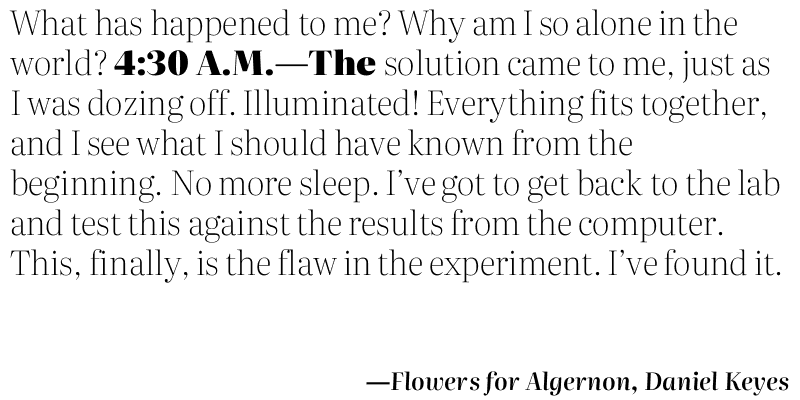 What has happened to me? Why am I so alone in the
world? 4:30 A.M.—The solution came to me, just as
I was dozing off. Illuminated! Everything fits together,
and I see what I should have known from the
beginning. No more sleep. I’ve got to get back to the lab
and test this against the results from the computer.
This, finally, is the flaw in the experiment. I’ve found it.
—Flowers for Algernon, Daniel Keyes